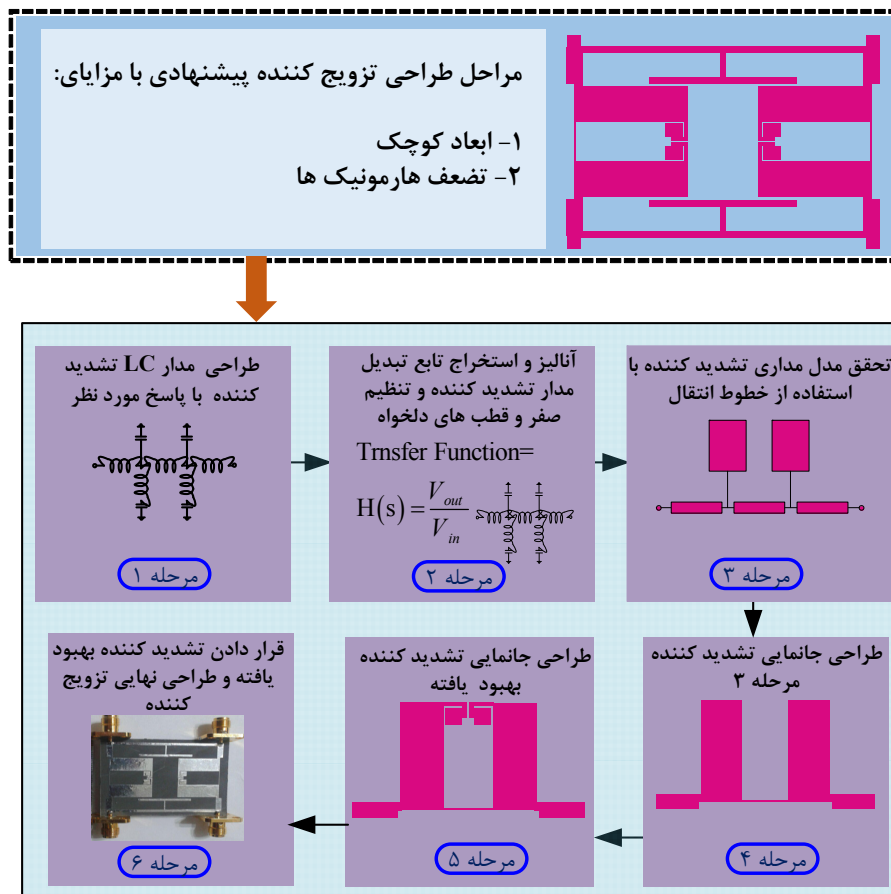 مراحل طراحی تزویج کننده پیشنهادی با مزایای:
۱- ابعاد کوچک
۲- تضعف هارمونیک ها
طراحی مدار LC تشدید
کننده با پاسخ مورد نظر
مرحله ۱
آنالیز و استخراج تابع تبدیل
مدار تشدید کننده و تنظیم
صفر و قطب های دلخواه
Trnsfer Function=
H(s) = V_out / V_in
مرحله ۲
تحقق مدل مداری تشدید کننده با
استفاده از خطوط انتقال
مرحله ۳
طراحی جانمایی تشدید کننده
مرحله ۳
مرحله ۴
طراحی جانمایی تشدید کننده
بهبود یافته
مرحله ۵
قرار دادن تشدید کننده بهبود
یافته و طراحی نهایی تزویج
کننده
مرحله ۶